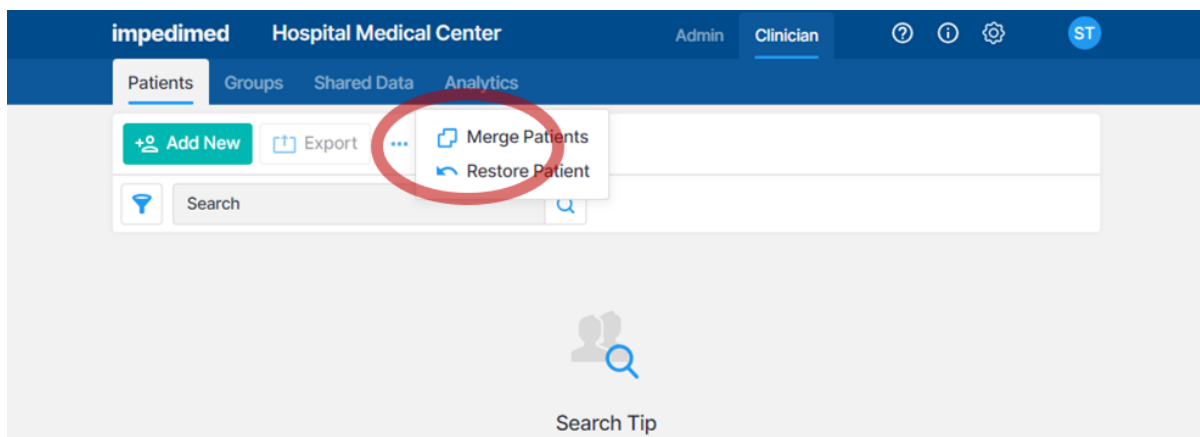 impedimed Hospital Medical Center Admin Clinician ST
Patients Groups Shared Data Analytics
Add New Export ... Merge Patients
Restore Patient
Search
Search Tip